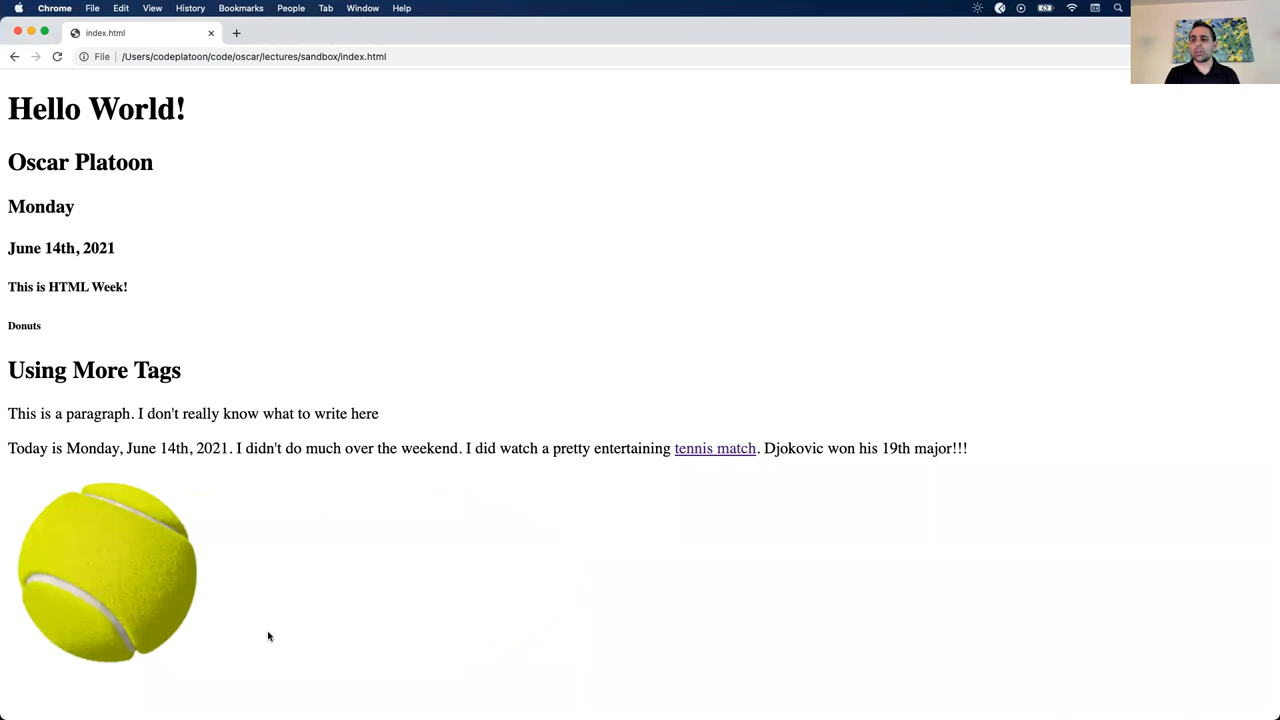 Chrome File Edit View History Bookmarks People Tab Window Help
index.html
File /Users/codeplatoon/code/oscar/lectures/sandbox/index.html
Hello World!
Oscar Platoon
Monday
June 14th, 2021
This is HTML Week!
Donuts
Using More Tags
This is a paragraph. I don't really know what to write here
Today is Monday, June 14th, 2021. I didn't do much over the weekend. I did watch a pretty entertaining tennis match. Djokovic won his 19th major!!!